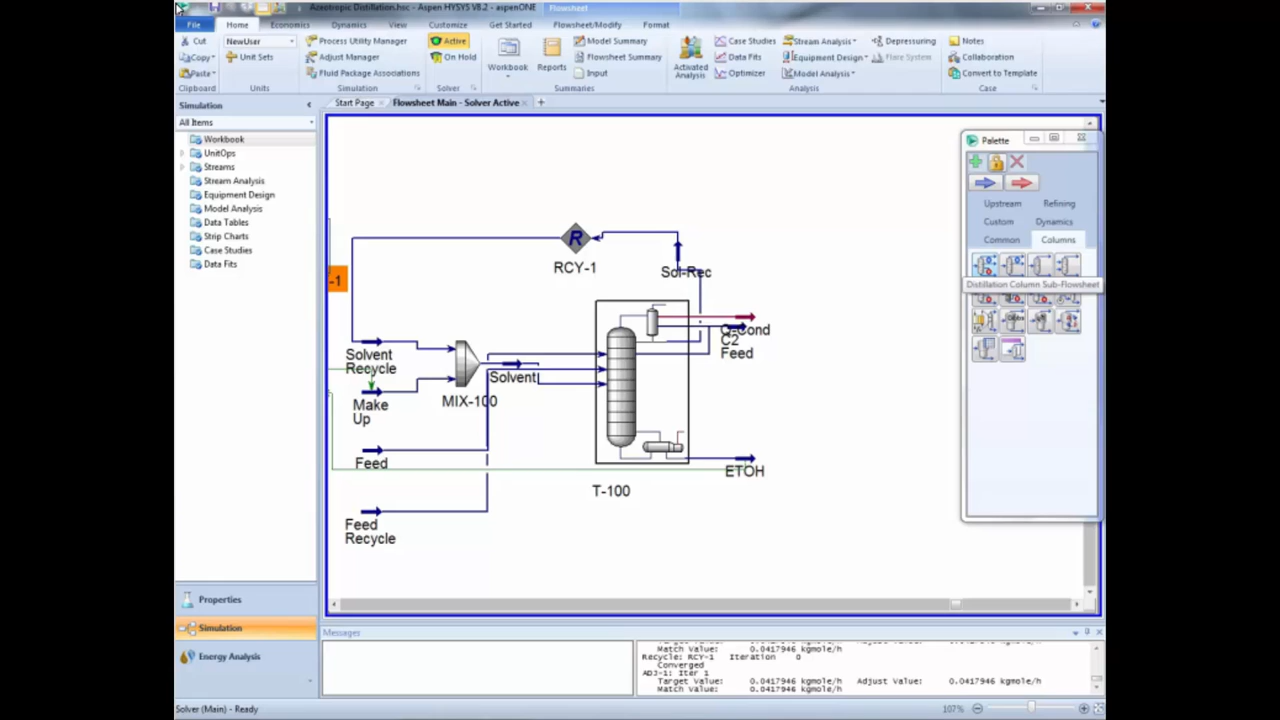 Azeotropic Distillation.hsc - Aspen HYSYS V8.2 - aspenONE
Flowsheet
File Home Economics Dynamics View Customize Get Started Flowsheet/Modify Format
Cut
Copy
Paste
Clipboard
NewUser
Unit Sets
Units
Process Utility Manager
Adjust Manager
Fluid Package Associations
Simulation
Active
On Hold
Solver
Workbook
Reports
Model Summary
Flowsheet Summary
Input
Summaries
Activated
Analysis
Case Studies
Data Fits
Optimizer
Stream Analysis
Equipment Design
Model Analysis
Depressuring
Flare System
Analysis
Notes
Collaboration
Convert to Template
Case
Simulation
All Items
Workbook
UnitOps
Streams
Stream Analysis
Equipment Design
Model Analysis
Data Tables
Strip Charts
Case Studies
Data Fits
Properties
Simulation
Energy Analysis
Start Page
Flowsheet Main - Solver Active
-1
R
RCY-1
Sol-Rec
Solvent
Recycle
Make
Up
MIX-100
Solvent
Feed
Feed
Recycle
T-100
C2
Feed
ETOH
Palette
Upstream Refining
Custom Dynamics
Common Columns
Distillation Column Sub-Flowsheet
Messages
Match Value: 0.0417946 kgmole/h
Recycle: RCY-1 Iteration 0
Converged
ADJ-1: Iter 1
Target Value: 0.0417946 kgmole/h Adjust Value: 0.0417946 kgmole/h
Match Value: 0.0417946 kgmole/h
Solver (Main) - Ready
107%